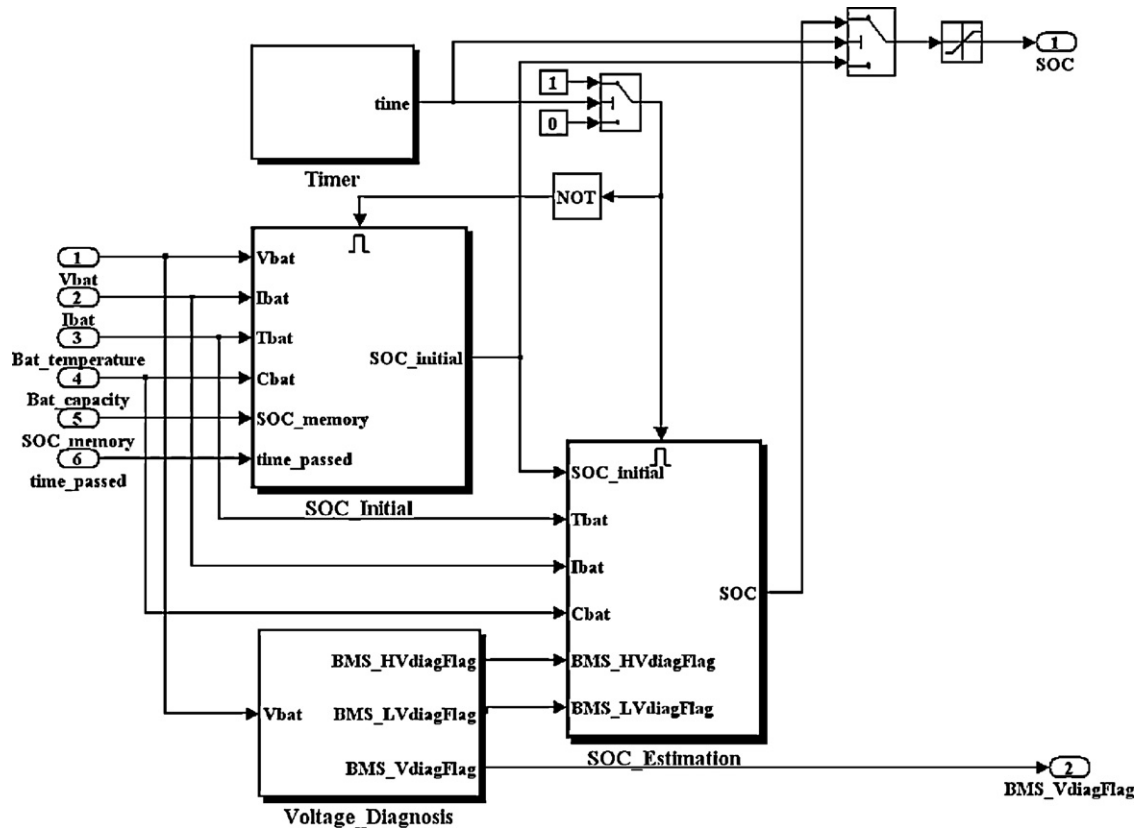 time
Timer
1
0
NOT
1
SOC
1
Vbat
2
Ibat
3
Bat_temperature
4
Bat_capacity
5
SOC_memory
6
time_passed
Vbat
Ibat
Tbat
Cbat
SOC_memory
time_passed
SOC_initial
SOC_Initial
SOC_initial
Tbat
Ibat
Cbat
BMS_HVdiagFlag
BMS_LVdiagFlag
SOC
SOC_Estimation
Vbat
BMS_HVdiagFlag
BMS_LVdiagFlag
BMS_VdiagFlag
Voltage_Diagnosis
2
BMS_VdiagFlag